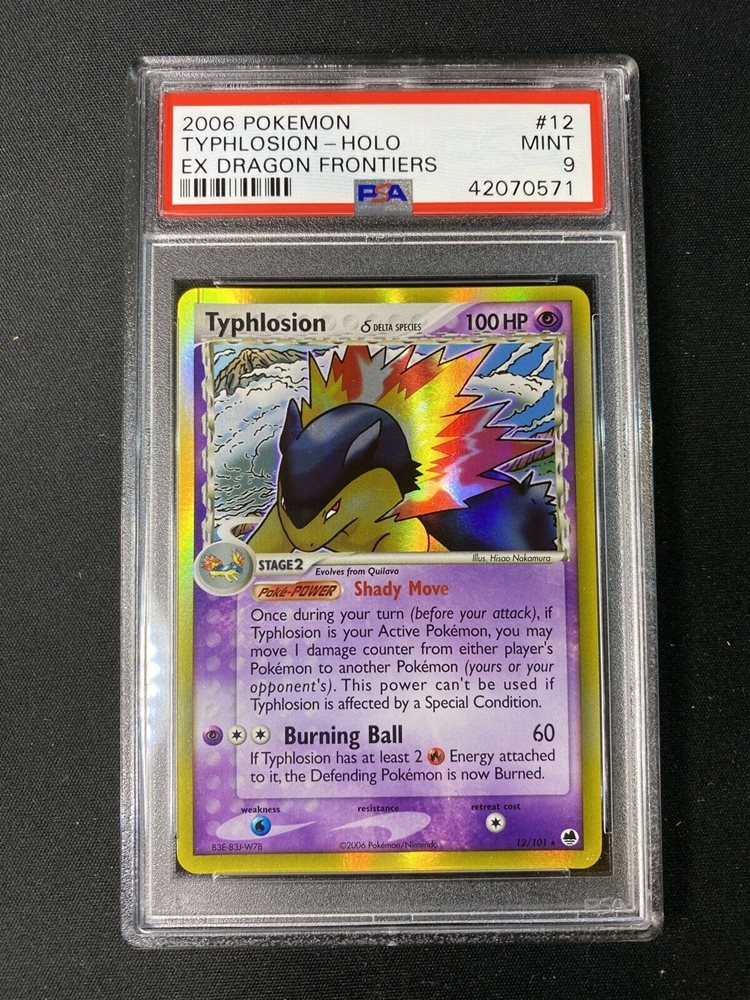 2006 POKEMON #12
TYPHLOSION – HOLO MINT
EX DRAGON FRONTIERS 9
PSA 42070571
Typhlosion δ DELTA SPECIES 100 HP
Illus. Hisao Nakamura
STAGE 2 Evolves from Quilava
Poké-POWER Shady Move
Once during your turn (before your attack), if
Typhlosion is your Active Pokémon, you may
move 1 damage counter from either player's
Pokémon to another Pokémon (yours or your
opponent's). This power can't be used if
Typhlosion is affected by a Special Condition.
Burning Ball 60
If Typhlosion has at least 2 Energy attached
to it, the Defending Pokémon is now Burned.
weakness resistance retreat cost
B3E-83J-W7B ©2006 Pokémon/Nintendo 12/101 ★
PSA